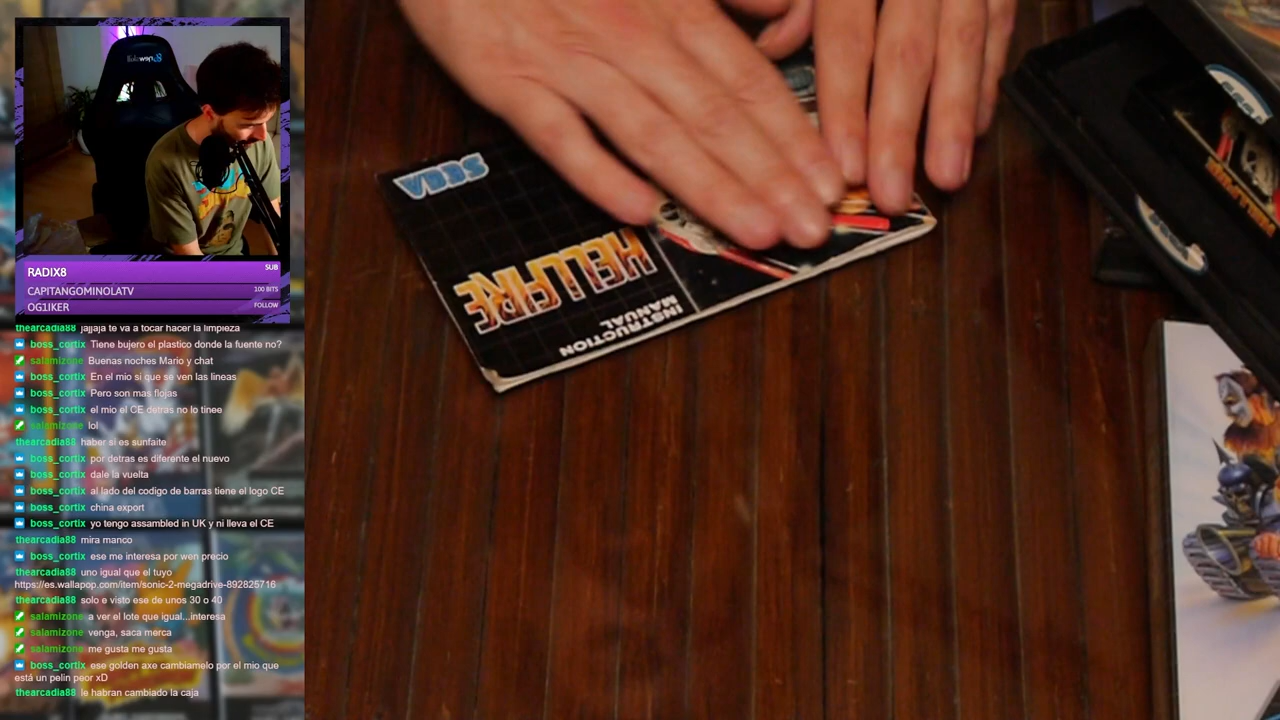 RADIX8
SUB
CAPITANGOMINOLATV
100 BITS
OG1IKER
FOLLOW
thearcadia88 jajjaja te va a tocar hacer la limpieza
boss_cortix Tiene bujero el plastico donde la fuente no?
salamizone Buenas noches Mario y chat
boss_cortix En el mio si que se ven las lineas
boss_cortix Pero son mas flojas
boss_cortix el mio el CE detras no lo tinee
salamizone lol
thearcadia88 haber si es sunfaite
boss_cortix por detras es diferente el nuevo
boss_cortix dale la vuelta
boss_cortix al lado del codigo de barras tiene el logo CE
boss_cortix china export
boss_cortix yo tengo assambled in UK y ni lleva el CE
thearcadia88 mira manco
boss_cortix ese me interesa por wen precio
thearcadia88 uno igual que el tuyo
https://es.wallapop.com/item/sonic-2-megadrive-892825716
thearcadia88 solo e visto ese de unos 30 o 40
salamizone a ver el lote que igual...interesa
salamizone venga, saca merca
salamizone me gusta me gusta
boss_cortix ese golden axe cambiamelo por el mio que
está un pelin peor xD
thearcadia88 le habran cambiado la caja
SEGA
HELLFIRE
INSTRUCTION
MANUAL
SEGA